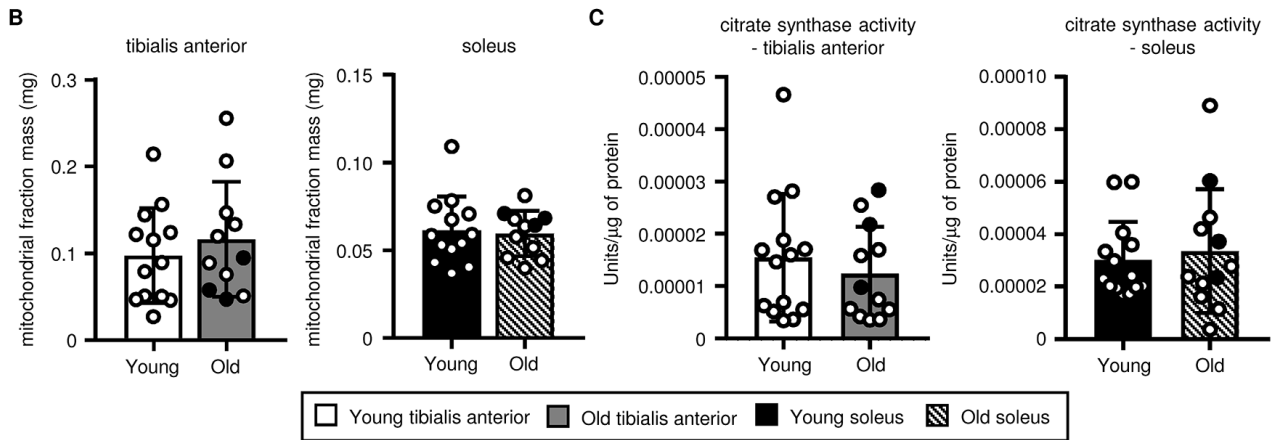 B
tibialis anterior
mitochondrial fraction mass (mg)
0.3
0.2
0.1
0
Young
Old
soleus
mitochondrial fraction mass (mg)
0.15
0.10
0.05
0
Young
Old
C
citrate synthase activity
- tibialis anterior
Units/µg of protein
0.00005
0.00004
0.00003
0.00002
0.00001
0
Young
Old
citrate synthase activity
- soleus
Units/µg of protein
0.00010
0.00008
0.00006
0.00004
0.00002
0
Young
Old
Young tibialis anterior
Old tibialis anterior
Young soleus
Old soleus